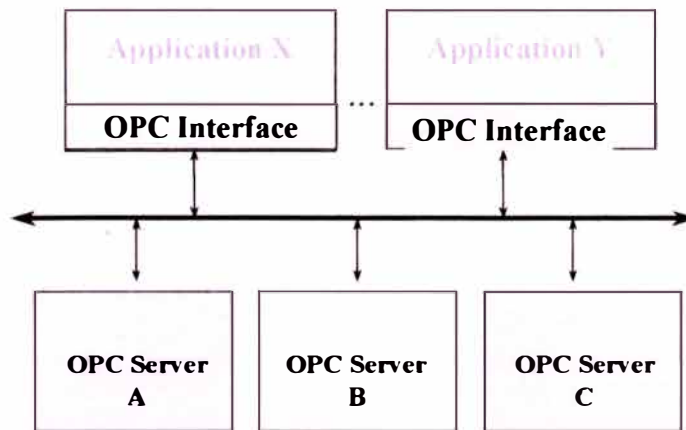 Application X
Application Y
...
OPC Interface
OPC Interface
OPC Server
A
OPC Server
B
OPC Server
C